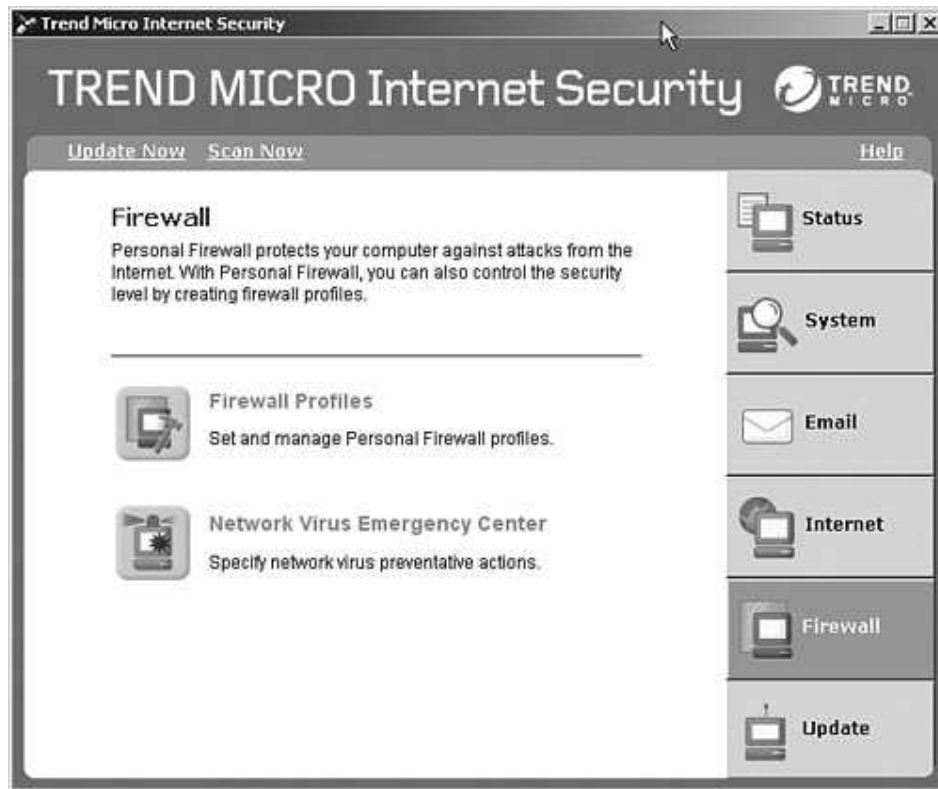 Trend Micro Internet Security
TREND MICRO Internet Security
TREND
MICRO
Update Now Scan Now Help
Firewall
Personal Firewall protects your computer against attacks from the
Internet. With Personal Firewall, you can also control the security
level by creating firewall profiles.
Firewall Profiles
Set and manage Personal Firewall profiles.
Network Virus Emergency Center
Specify network virus preventative actions.
Status
System
Email
Internet
Firewall
Update